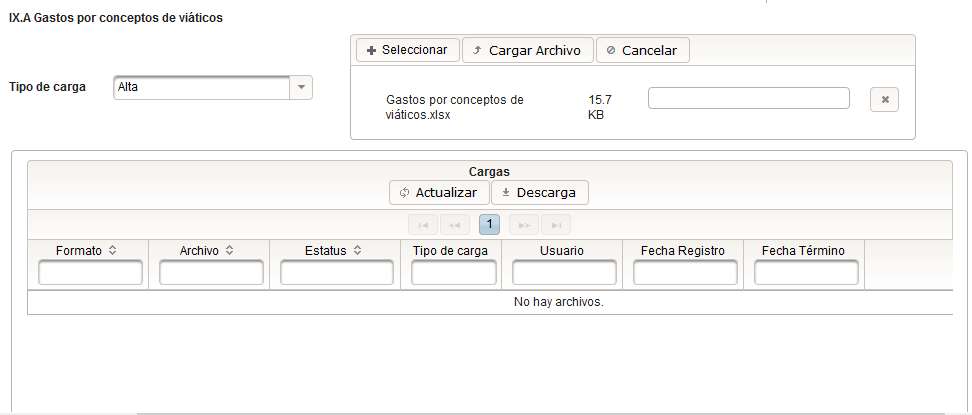 IX.A Gastos por conceptos de viáticos
Seleccionar Cargar Archivo Cancelar
Tipo de carga Alta
Gastos por conceptos de 15.7
viáticos.xlsx KB
Cargas
Actualizar Descarga
1
Formato Archivo Estatus Tipo de carga Usuario Fecha Registro Fecha Término
No hay archivos.